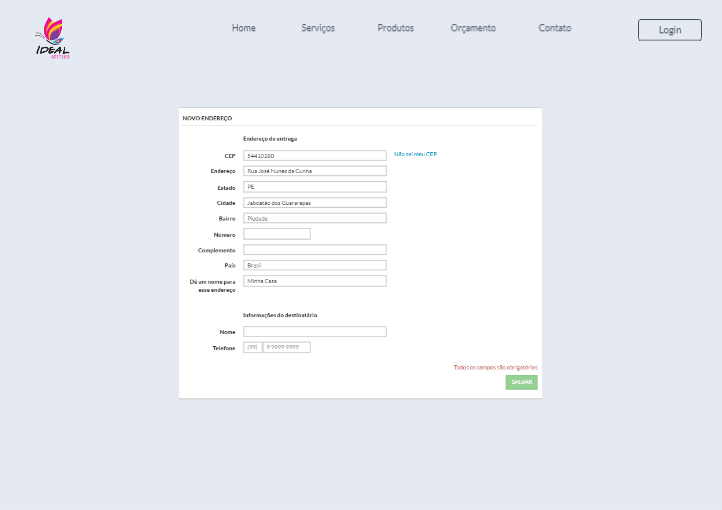 Home Serviços Produtos Orçamento Contato Login
IDEAL
NOVO ENDEREÇO
Endereço de entrega
CEP 54410280 Não sei meu CEP
Endereço Rua José Nunes da Cunha
Estado PE
Cidade Jaboatão dos Guararapes
Bairro Piedade
Número
Complemento
País Brasil
Dê um nome para Minha Casa
esse endereço
Informações do destinatário
Nome
Telefone (99) 9 9999 9999
Todos os campos são obrigatórios
SALVAR